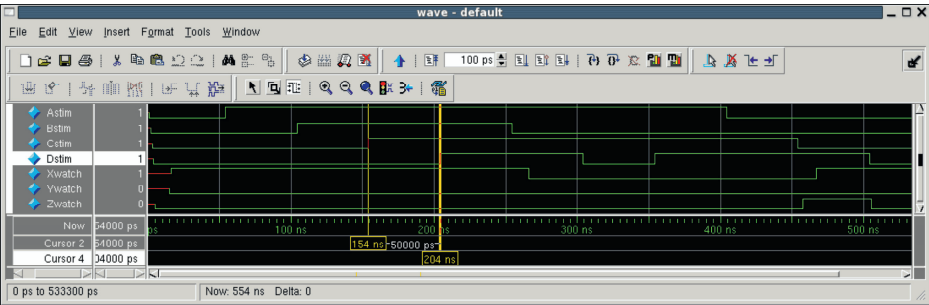 wave - default
File Edit View Insert Format Tools Window
100 ps
Astim 1
Bstim 1
Cstim 1
Dstim 1
Xwatch 1
Ywatch 0
Zwatch 0
Now 54000 ps
ps 100 ns 200 ns 300 ns 400 ns 500 ns
Cursor 2 54000 ps
154 ns 50000 ps
Cursor 4 04000 ps
204 ns
0 ps to 533300 ps
Now: 554 ns Delta: 0